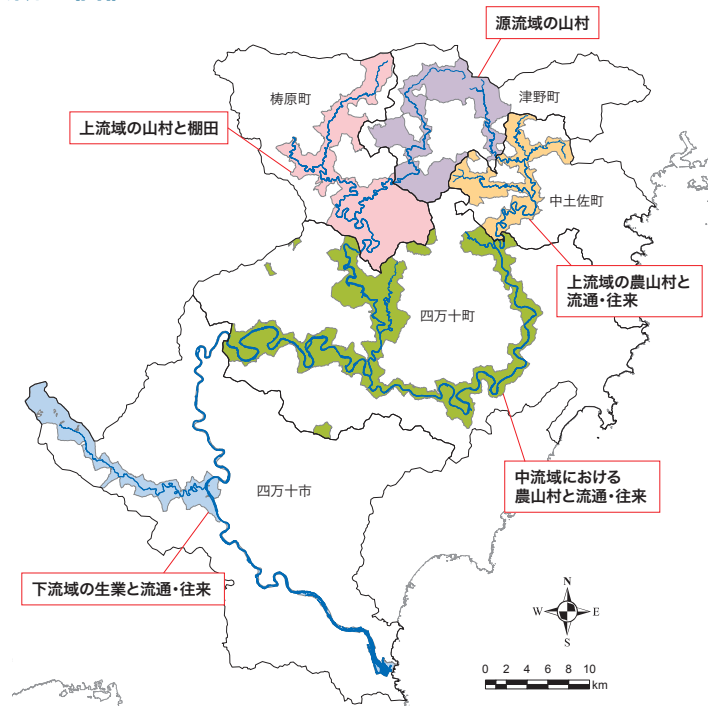 源流域の山村
梼原町
津野町
上流域の山村と棚田
中土佐町
上流域の農山村と
流通・往来
四万十町
中流域における
農山村と流通・往来
四万十市
下流域の生業と流通・往来
N
W E
S
0 2 4 6 8 10
km